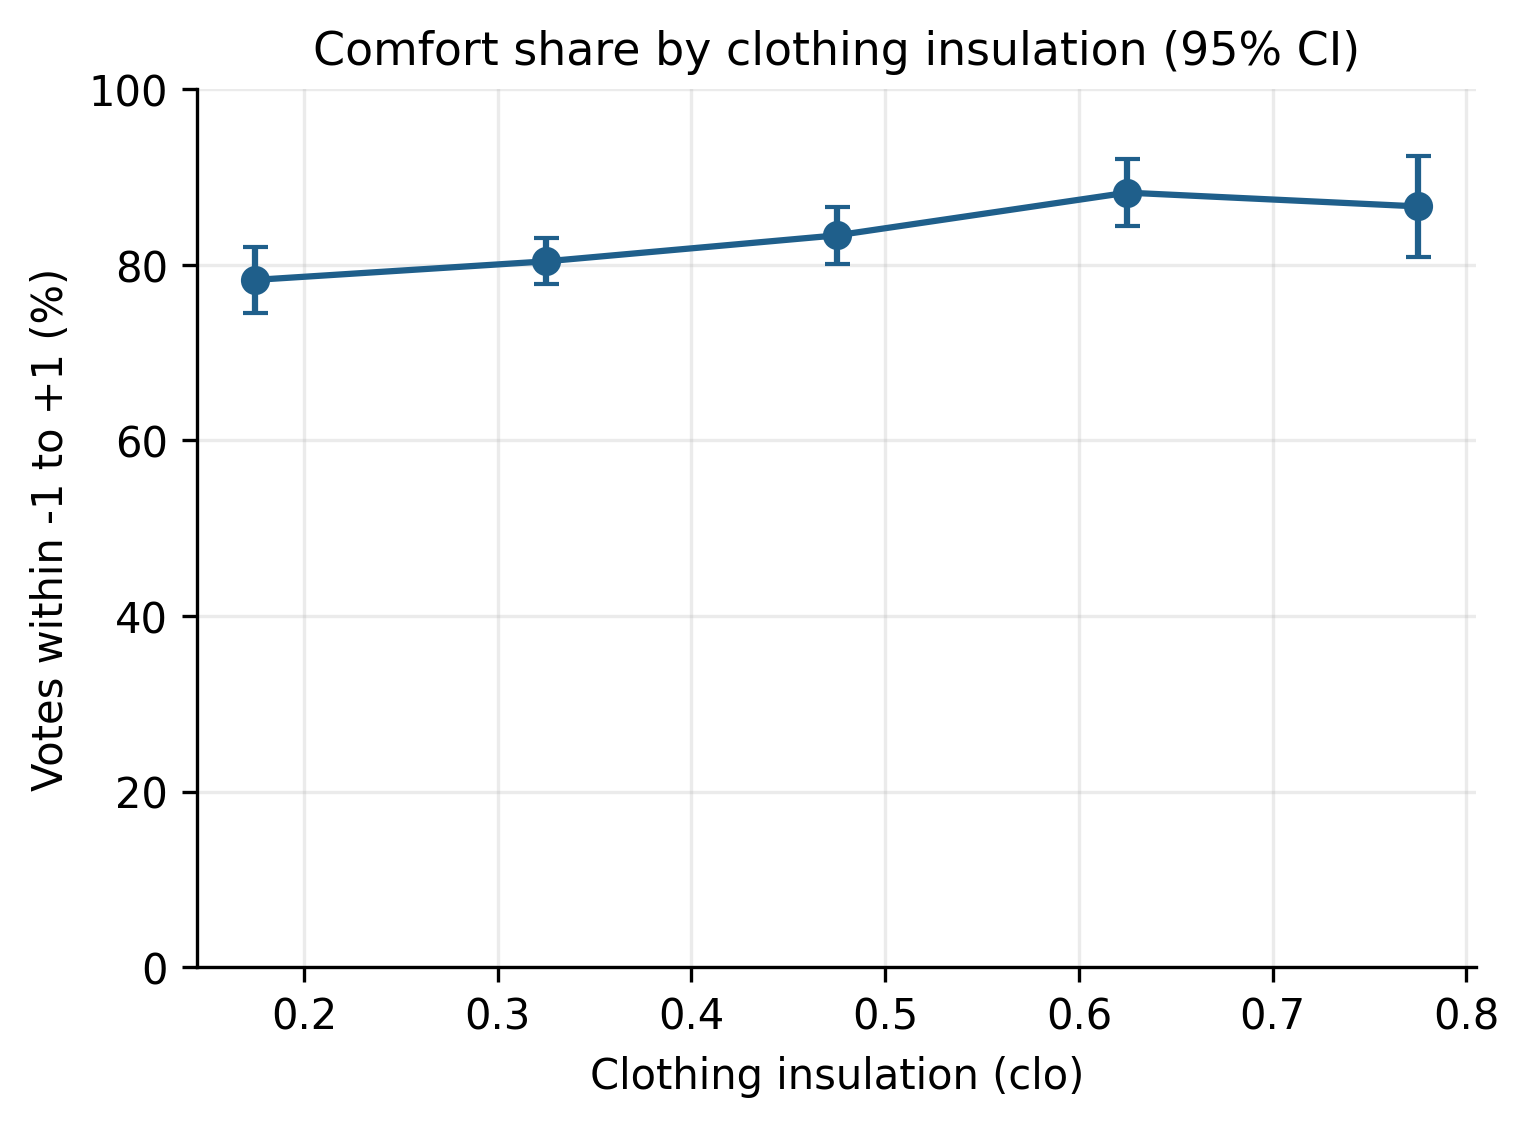 Comfort share by clothing insulation (95% CI)
100
80
60
40
20
0
Votes within -1 to +1 (%)
0.2 0.3 0.4 0.5 0.6 0.7 0.8
Clothing insulation (clo)